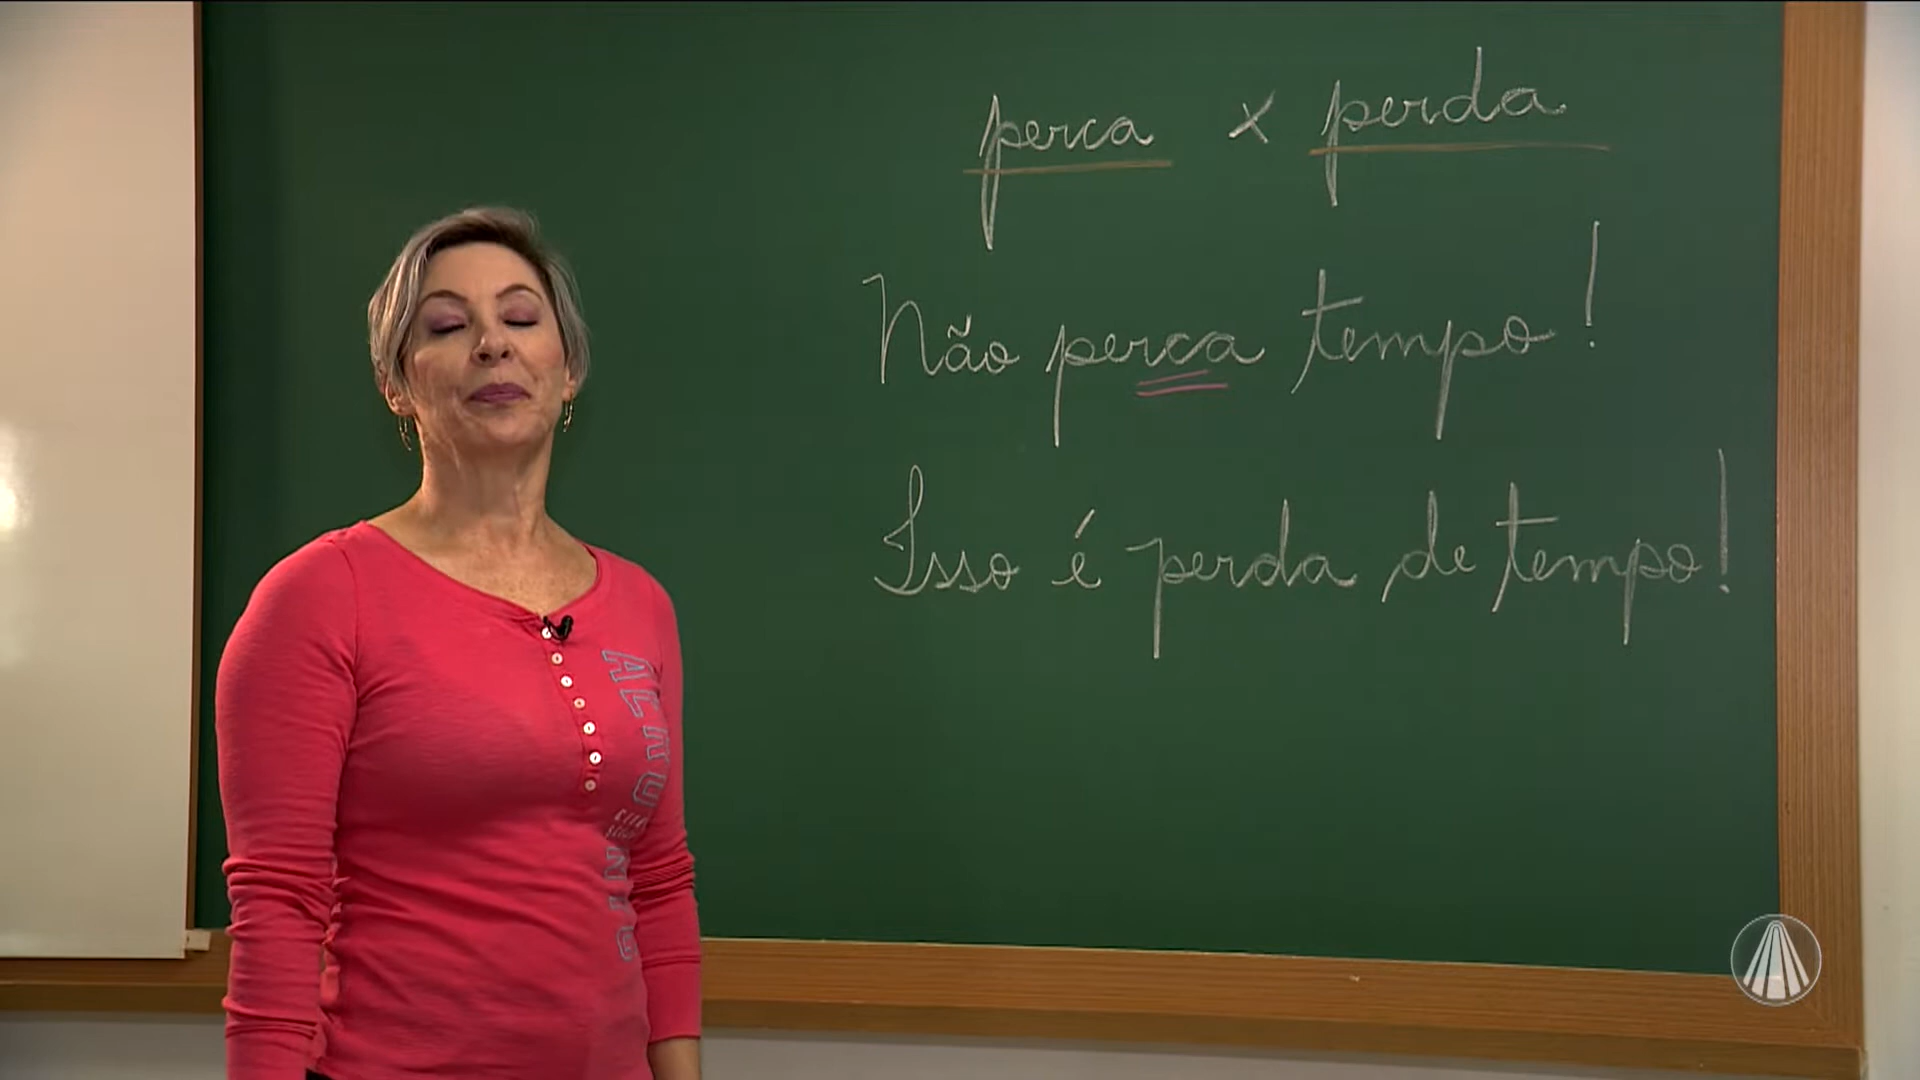 perca x perda
Não perca tempo!
Isso é perda de tempo!